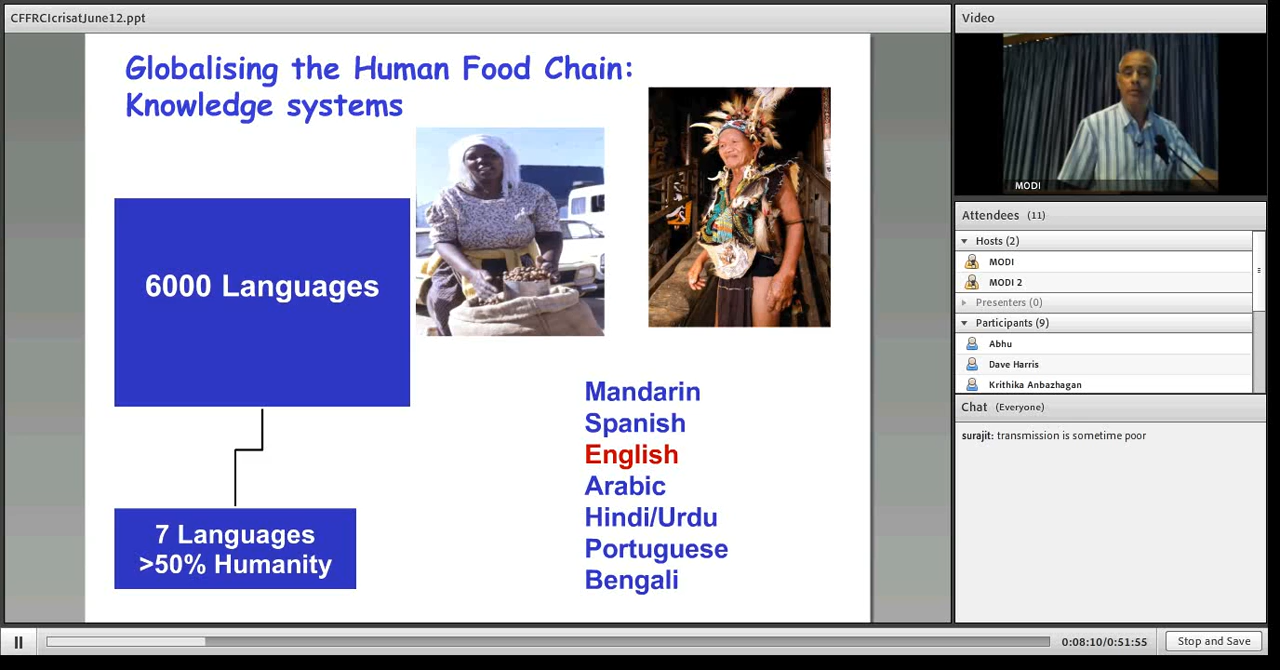 CFFRCIcrisatJune12.ppt
Globalising the Human Food Chain:
Knowledge systems
6000 Languages
7 Languages
>50% Humanity
Mandarin
Spanish
English
Arabic
Hindi/Urdu
Portuguese
Bengali
Video
MODI
Attendees (11)
Hosts (2)
MODI
MODI 2
Presenters (0)
Participants (9)
Abhu
Dave Harris
Krithika Anbazhagan
Chat (Everyone)
surajit: transmission is sometime poor
0:08:10/0:51:55
Stop and Save